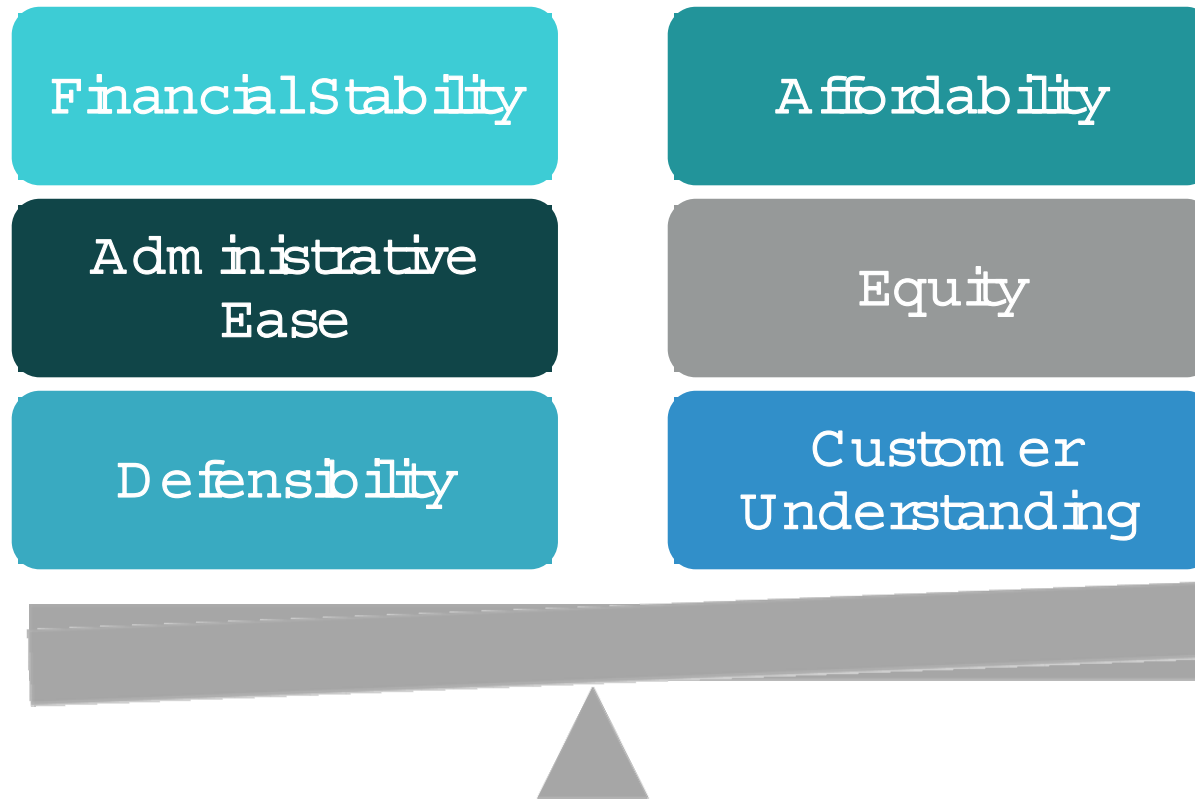 Financial Stability
Affordability
Administrative
Ease
Equity
Defensibility
Customer
Understanding